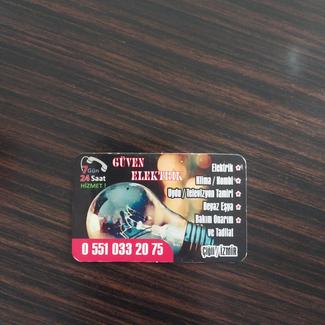 7 Gün
24 Saat
HİZMET !
GÜVEN
ELEKTRİK
Elektrik
Klima / Kombi
Uydu / Televizyon Tamiri
Beyaz Eşya
Bakım Onarım
ve Tadilat
0 551 033 20 75
Çiğli / İZMİR